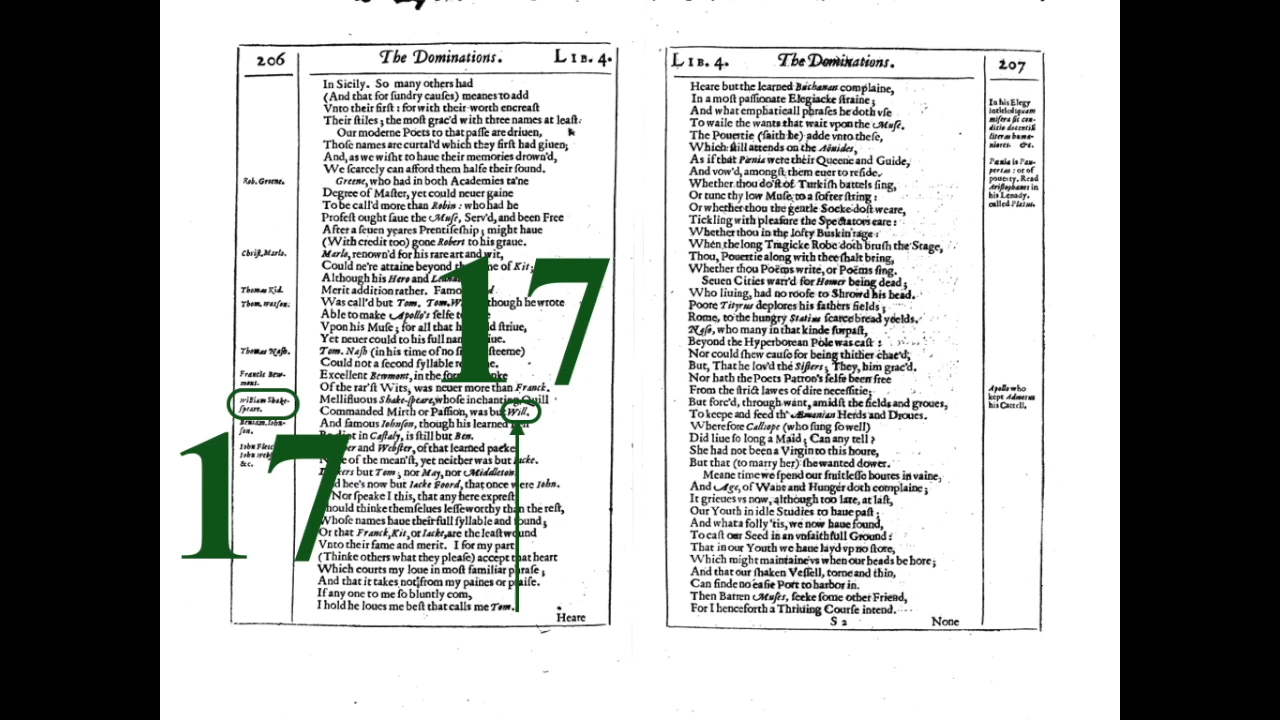 206
The Dominations.
LIB. 4.
In Sicily. So many others had
(And that for ſundry cauſes) meanes to add
Vnto their firſt: for with their worth encreaſt
Their ſtiles; the moſt grac'd with three names at leaſt.
Our moderne Poets to that paſſe are driuen,
Thoſe names are curtal'd which they firſt had giuen;
And, as we wiſht to haue their memories drown'd,
We ſcarcely can afford them halfe their ſound.
Rob. Greene.
Greene, who had in both Academies ta'ne
Degree of Maſter, yet could neuer gaine
To be call'd more than Robin: who had he
Profeſt ought ſaue the Muſe, Serv'd, and been Free
After a ſeuen yeares Prentiſeſhip; might haue
(With credit too) gone Robert to his graue.
Chriſt. Marlo.
Marlo, renown'd for his rare art and wit,
Could ne're attaine beyond the of Kit;
Although his Hero and
Thomas Kid.
Merit addition rather.
Thom. Watſon.
Was call'd but Tom. Tom. though he wrote
Able to make Apollo's ſelfe to
Vpon his Muſe; for all that ſtriue,
Yet neuer could to his full
Thomas Naſh.
Tom. Naſh (in his time of no eſteeme)
Could not a ſecond ſyllable
Francis Bewmont.
Excellent Bewmont, in the
Of the rar'ſt Wits, was neuer more than Franck.
William Shakeſpeare.
Mellifluous Shake-ſpeare, whoſe inchanting Quill
Commanded Mirth or Paſſion, was but Will.
And famous Iohnſon, though his learned
in Caſtaly, is ſtill but Ben.
and Webſter, of that learned packe
of the mean'ſt, yet neither was but Iacke.
but Tom; nor May, nor Middleton.
hee's now but Iacke Foord, that once were Iohn.
Nor ſpeake I this, that any here expreſt,
Should thinke themſelues leſſe worthy than the reſt,
Whoſe names haue their full ſyllable and ſound;
Or that Franck, Kit, or Iacke, are the leaſt wound
Vnto their fame and merit. I for my part
(Thinke others what they pleaſe) accept that heart
Which courts my loue in moſt familiar phraſe;
And that it takes not from my paines or praiſe.
If any one to me ſo bluntly com,
I hold he loues me beſt that calls me Tom.
Heare
17
17
LIB. 4.
The Dominations.
207
Heare but the learned Buchanan complaine,
In a moſt paſſionate Elegiacke ſtraine;
And what emphaticall phraſes he doth vſe
To waile the wants that wait vpon the Muſe.
The Pouertie (ſaith he) adde vnto theſe,
Which ſtill attends on the Aönides,
As if that Pænia were their Queene and Guide,
And vow'd, amongſt them euer to reſide.
Whether thou do'ſt of Turkiſh battels ſing,
Or tune thy low Muſe to a ſofter ſtring:
Or whether thou the gentle Socke doſt weare,
Tickling with pleaſure the Spectators eare:
Whether thou in the lofty Buskin rage:
When the long Tragicke Robe doth bruſh the Stage,
Thou, Pouertie along with thee ſhalt bring,
Whether thou Poëms write, or Poëms ſing.
Seuen Cities warr'd for Homer being dead;
Who liuing, had no roofe to ſhrowd his head.
Poore Tityrus deplores his fathers fields;
Rome, to the hungry Statius ſcarce bread yeelds.
Naſo, who many in that kinde ſurpaſt,
Beyond the Hyperborean Pole was caſt:
Nor could ſhew cauſe for being thither chac'd;
But, That he lov'd the Siſters; They, him grac'd.
Nor hath the Poets Patron's ſelfe been free
From the ſtrict lawes of dire neceſſitie;
But forc'd, through want, amidſt the fields and groues,
To keepe and feed th' Æmonian Herds and Droues.
Wherefore Calliope (who ſung ſo well)
Did liue ſo long a Maid; Can any tell?
She had not been a Virgin to this houre,
But that (to marry her) ſhe wanted dower.
Meane time we ſpend our fruitleſſe houres in vaine,
And Age, of Want and Hunger doth complaine;
It grieues vs now, although too late, at laſt,
Our Youth in idle Studies to haue paſt;
And what a folly 'tis, we now haue found,
To caſt our Seed in an vnfaithfull Ground:
That in our Youth we haue layd vp no ſtore,
Which might maintaine vs when our heads be hore;
And that our ſhaken Veſſell, torne and thin,
Can finde no eaſie Port to harbor in.
Then Barren Muſes, ſeeke ſome other Friend,
For I henceforth a Thriuing Courſe intend.
S 2
None
In his Elegy
Pænia is Pau-
pertas: or of
pouerty. Read
Ariſtophanes in
called Plutus.
Apollo who
kept Admetus
his Cattell.